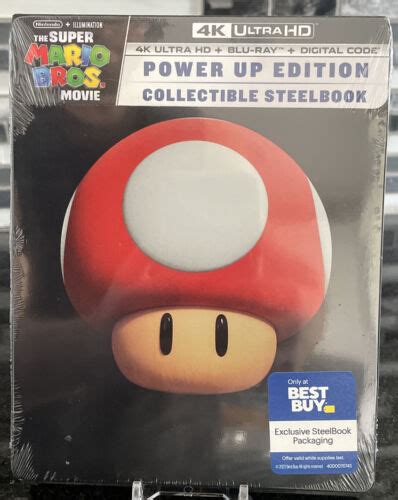 Nintendo + ILLUMINATION
THE SUPER
MARIO
BROS.
MOVIE
4K ULTRA HD
4K ULTRA HD + BLU-RAY + DIGITAL CODE
POWER UP EDITION
COLLECTIBLE STEELBOOK
Only at
BEST
BUY
Exclusive SteelBook
Packaging
Offer valid while supplies last.